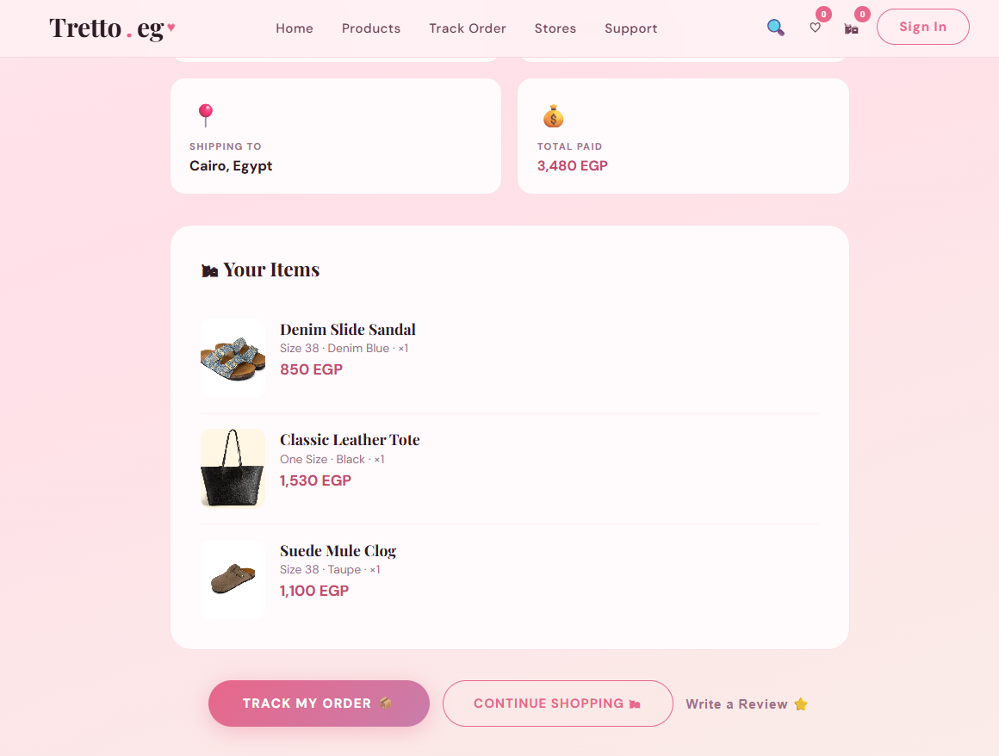 Tretto.eg♥
Home Products Track Order Stores Support
0
0
Sign In
SHIPPING TO
Cairo, Egypt
TOTAL PAID
3,480 EGP
Your Items
Denim Slide Sandal
Size 38 · Denim Blue · ×1
850 EGP
Classic Leather Tote
One Size · Black · ×1
1,530 EGP
Suede Mule Clog
Size 38 · Taupe · ×1
1,100 EGP
TRACK MY ORDER 📦
CONTINUE SHOPPING
Write a Review ⭐